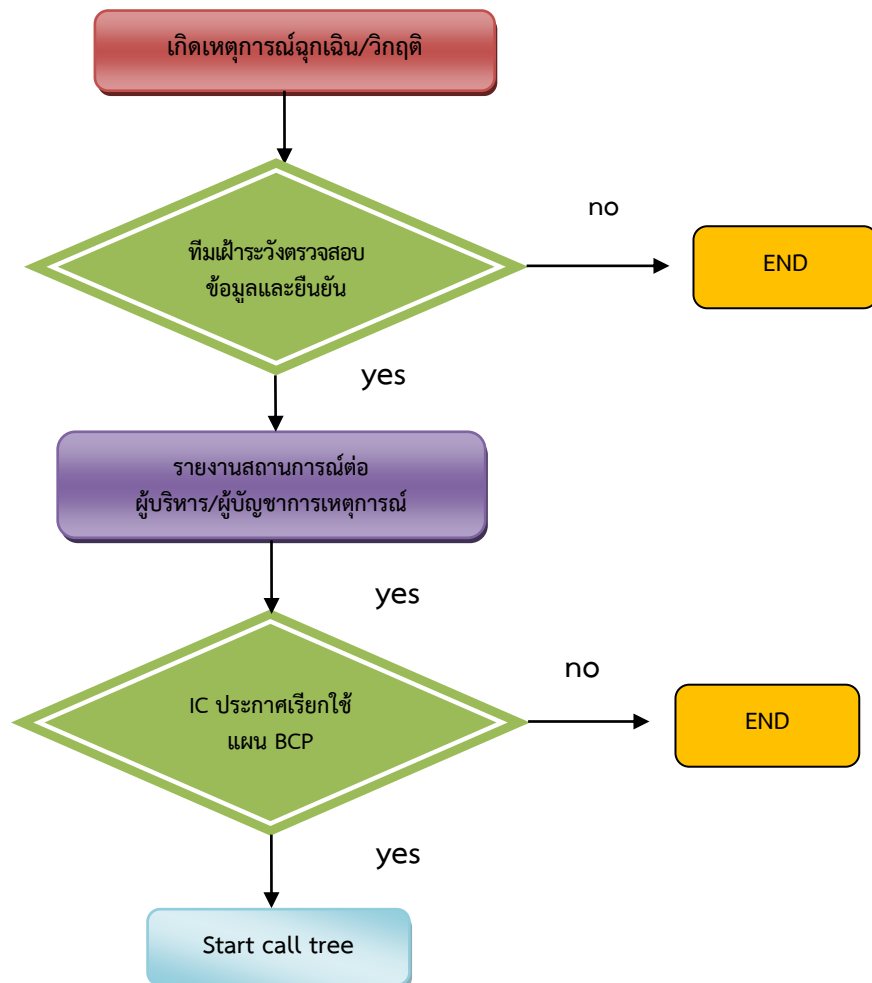 เกิดเหตุการณ์ฉุกเฉิน/วิกฤติ
ทีมเฝ้าระวังตรวจสอบ
ข้อมูลและยืนยัน
no
END
yes
รายงานสถานการณ์ต่อ
ผู้บริหาร/ผู้บัญชาการเหตุการณ์
yes
IC ประกาศเรียกใช้
แผน BCP
no
END
yes
Start call tree